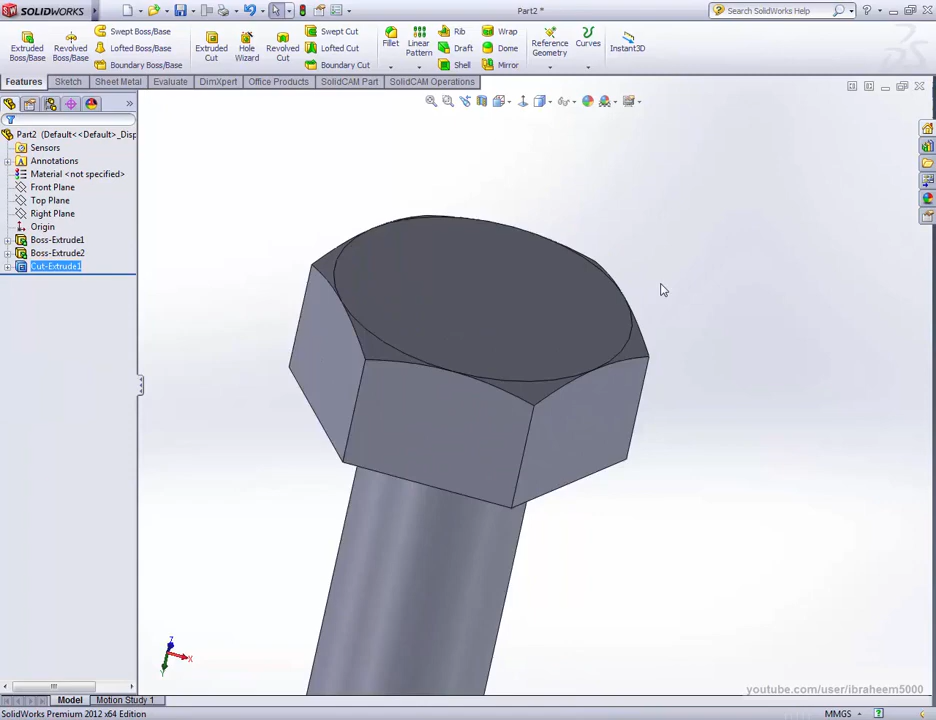 SOLIDWORKS
Part2 *
Search SolidWorks Help
Extruded Boss/Base
Revolved Boss/Base
Swept Boss/Base
Lofted Boss/Base
Boundary Boss/Base
Extruded Cut
Hole Wizard
Revolved Cut
Swept Cut
Lofted Cut
Boundary Cut
Fillet
Linear Pattern
Rib
Draft
Shell
Wrap
Dome
Mirror
Reference Geometry
Curves
Instant3D
Features
Sketch
Sheet Metal
Evaluate
DimXpert
Office Products
SolidCAM Part
SolidCAM Operations
Part2 (Default<<Default>_Disp
Sensors
Annotations
Material <not specified>
Front Plane
Top Plane
Right Plane
Origin
Boss-Extrude1
Boss-Extrude2
Cut-Extrude1
Z
X
Y
youtube.com/user/ibraheem5000
Model
Motion Study 1
SolidWorks Premium 2012 x64 Edition
MMGS